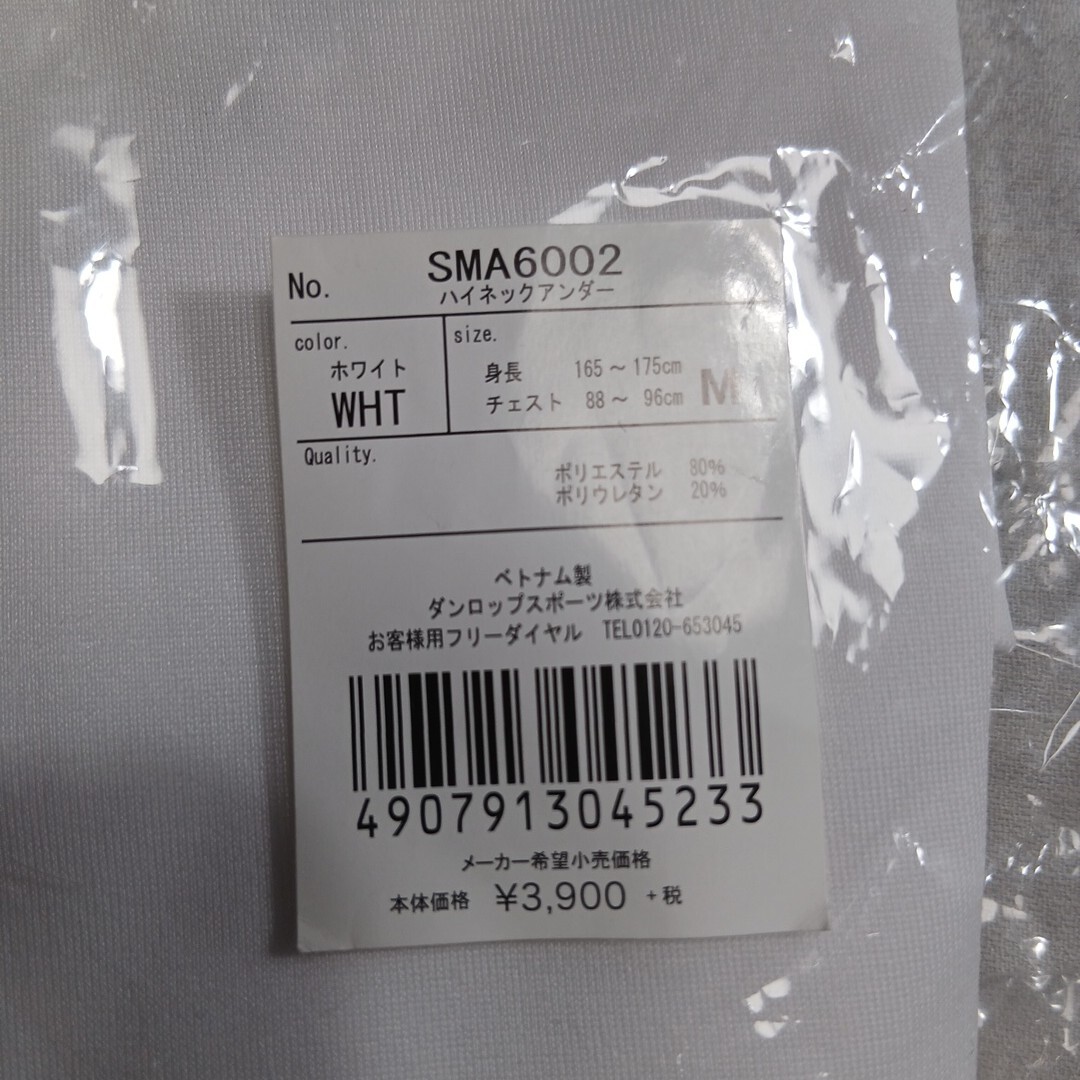 No. SMA6002
ハイネックアンダー
color.
ホワイト
WHT
size.
身長 165～175cm
チェスト 88～ 96cm
M
Quality.
ポリエステル 80%
ポリウレタン 20%
ベトナム製
ダンロップスポーツ株式会社
お客様用フリーダイヤル TEL0120-653045
4907913045233
メーカー希望小売価格
本体価格 ¥3,900 +税